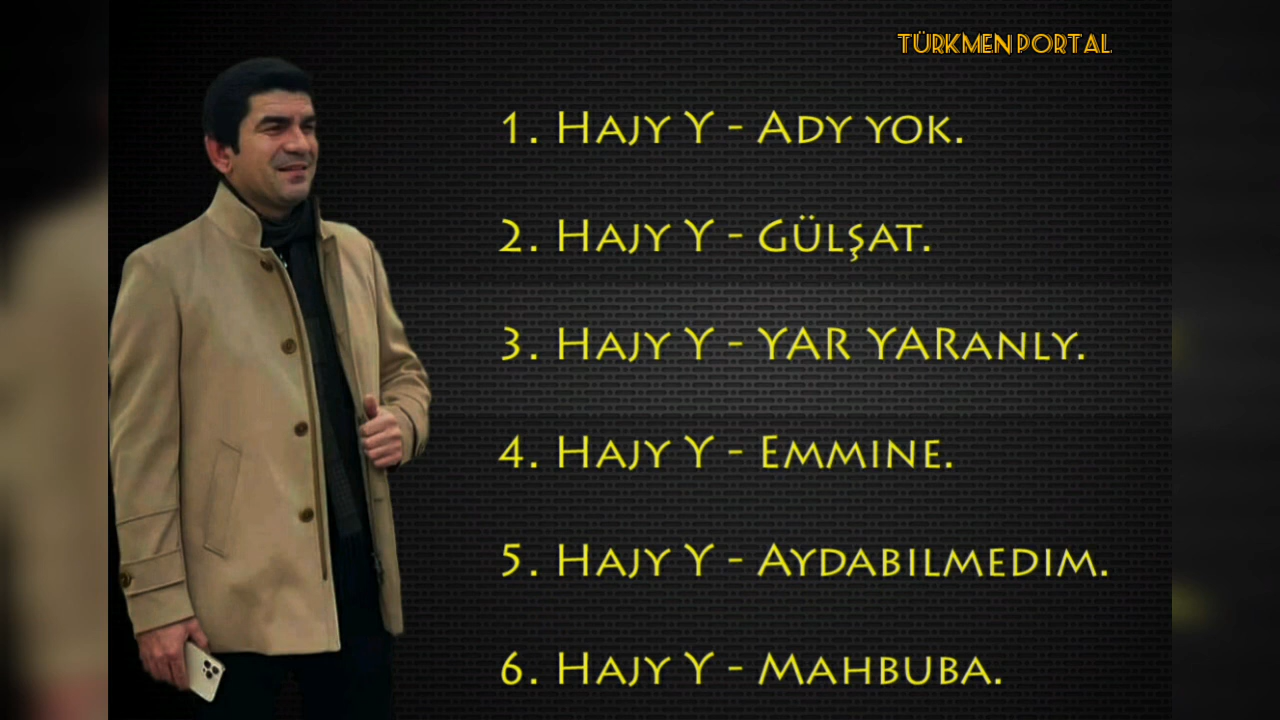 TÜRKMEN PORTAL
1. Hajy Y - Ady yok.
2. Hajy Y - Gülşat.
3. Hajy Y - YAR YARanly.
4. Hajy Y - Emmine.
5. Hajy Y - Aydabilmedim.
6. Hajy Y - Mahbuba.